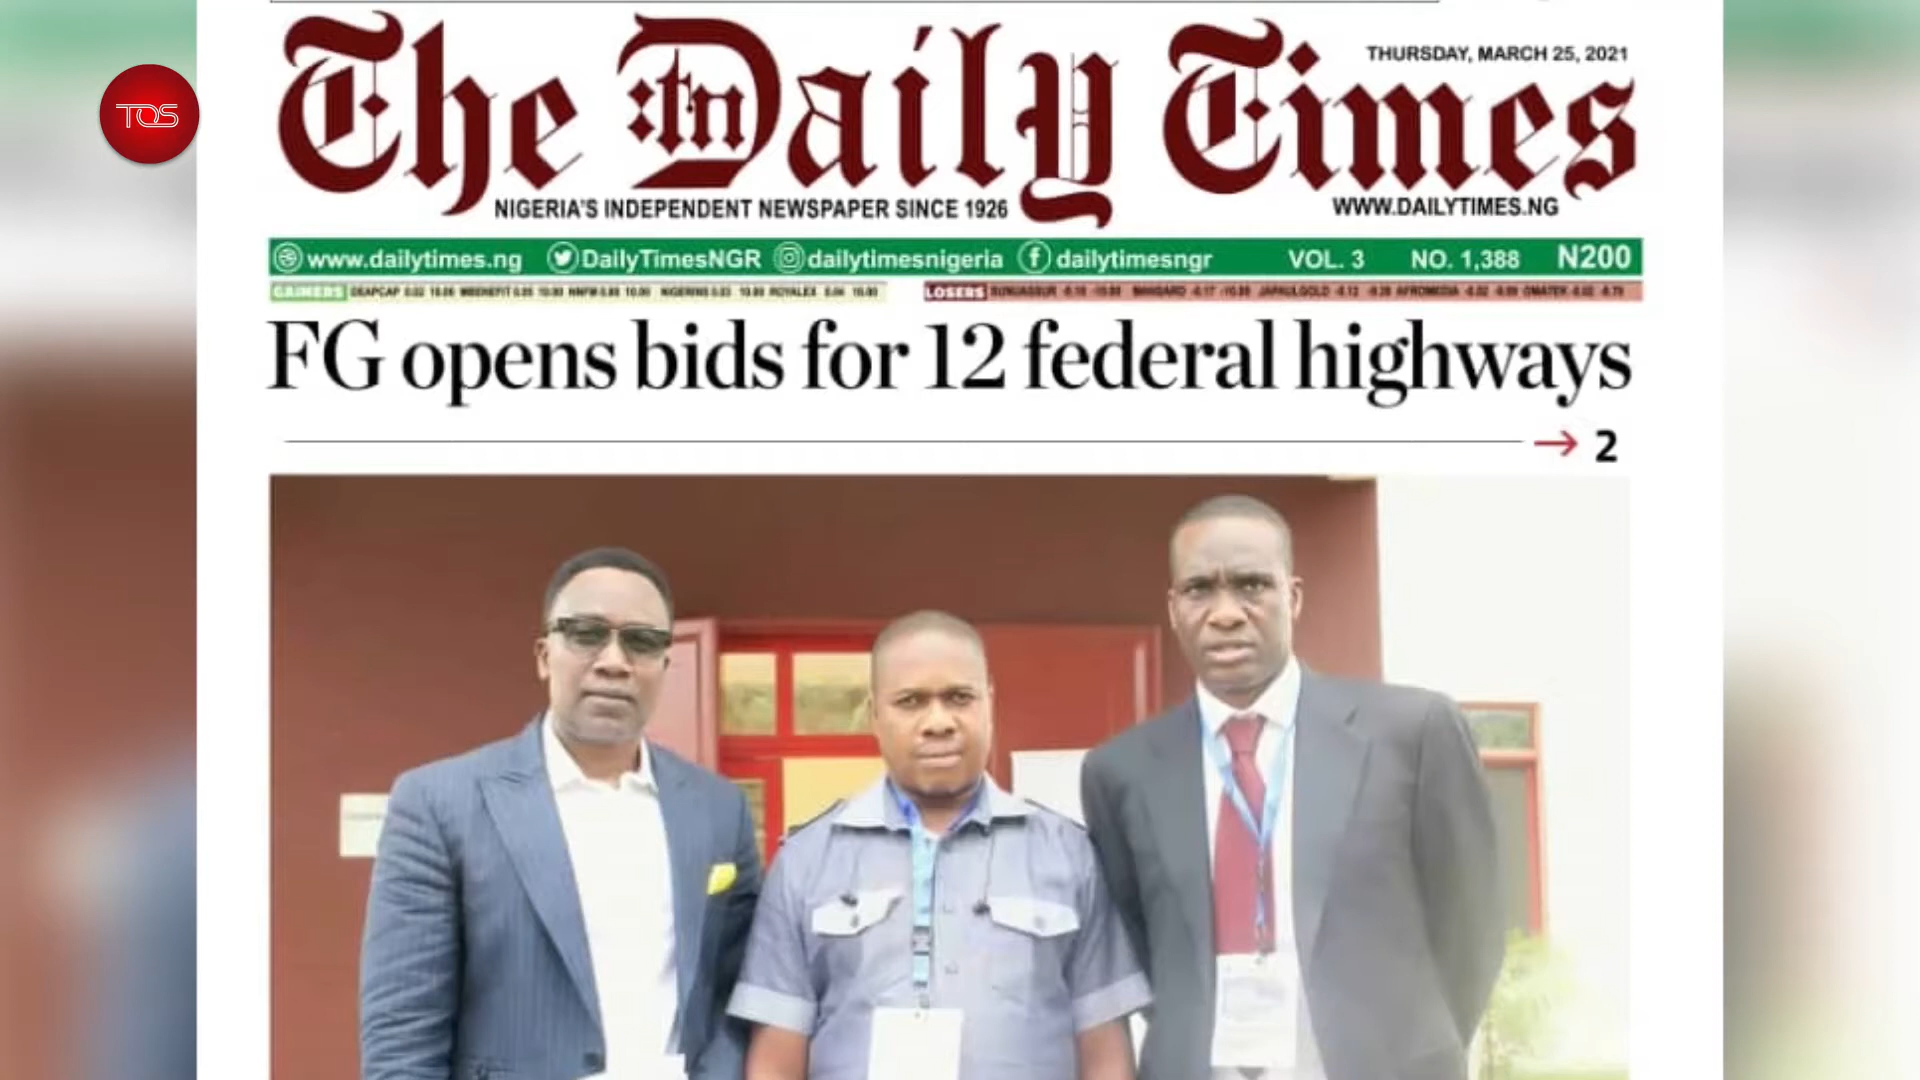 THURSDAY, MARCH 25, 2021
TOS
The Daily Times
:tn
NIGERIA'S INDEPENDENT NEWSPAPER SINCE 1926
WWW.DAILYTIMES.NG
www.dailytimes.ng DailyTimesNGR dailytimesnigeria dailytimesngr VOL. 3 NO. 1,388 N200
GAINERS LOSERS
FG opens bids for 12 federal highways
2